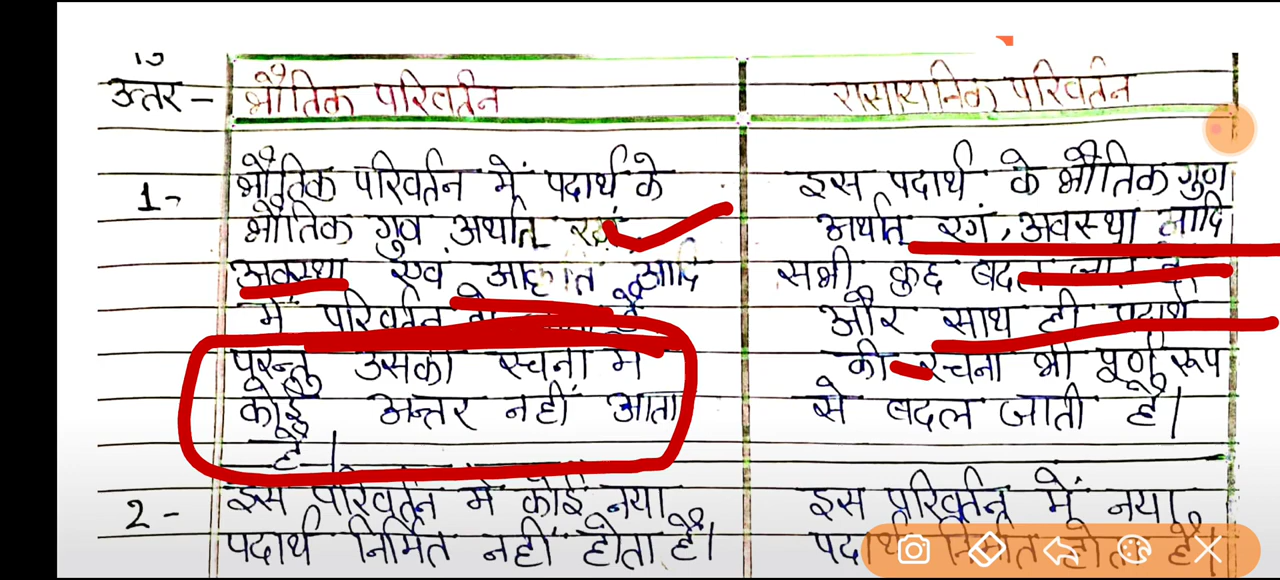 उत्तर - भौतिक परिवर्तन रासायनिक परिवर्तन
1- भौतिक परिवर्तन में पदार्थ के
भौतिक गुव अर्थात
अवस्था एवं आकृति आदि
में परिवर्तन है
परन्तु उसकी रचना में
कोई अन्तर नहीं आता
है।
इस पदार्थ के भौतिक गुण
अर्थात रगं, अवस्था आदि
सभी कुछ बदल जाते है
और साथ ही पदार्थ
की रचना भी पूर्ण रूप
से बदल जाती है।
2- इस परिवर्तन में कोई नया
पदार्थ निर्मित नहीं होता है।
इस परिवर्तन में नया
पदार्थ निर्मित होता है।